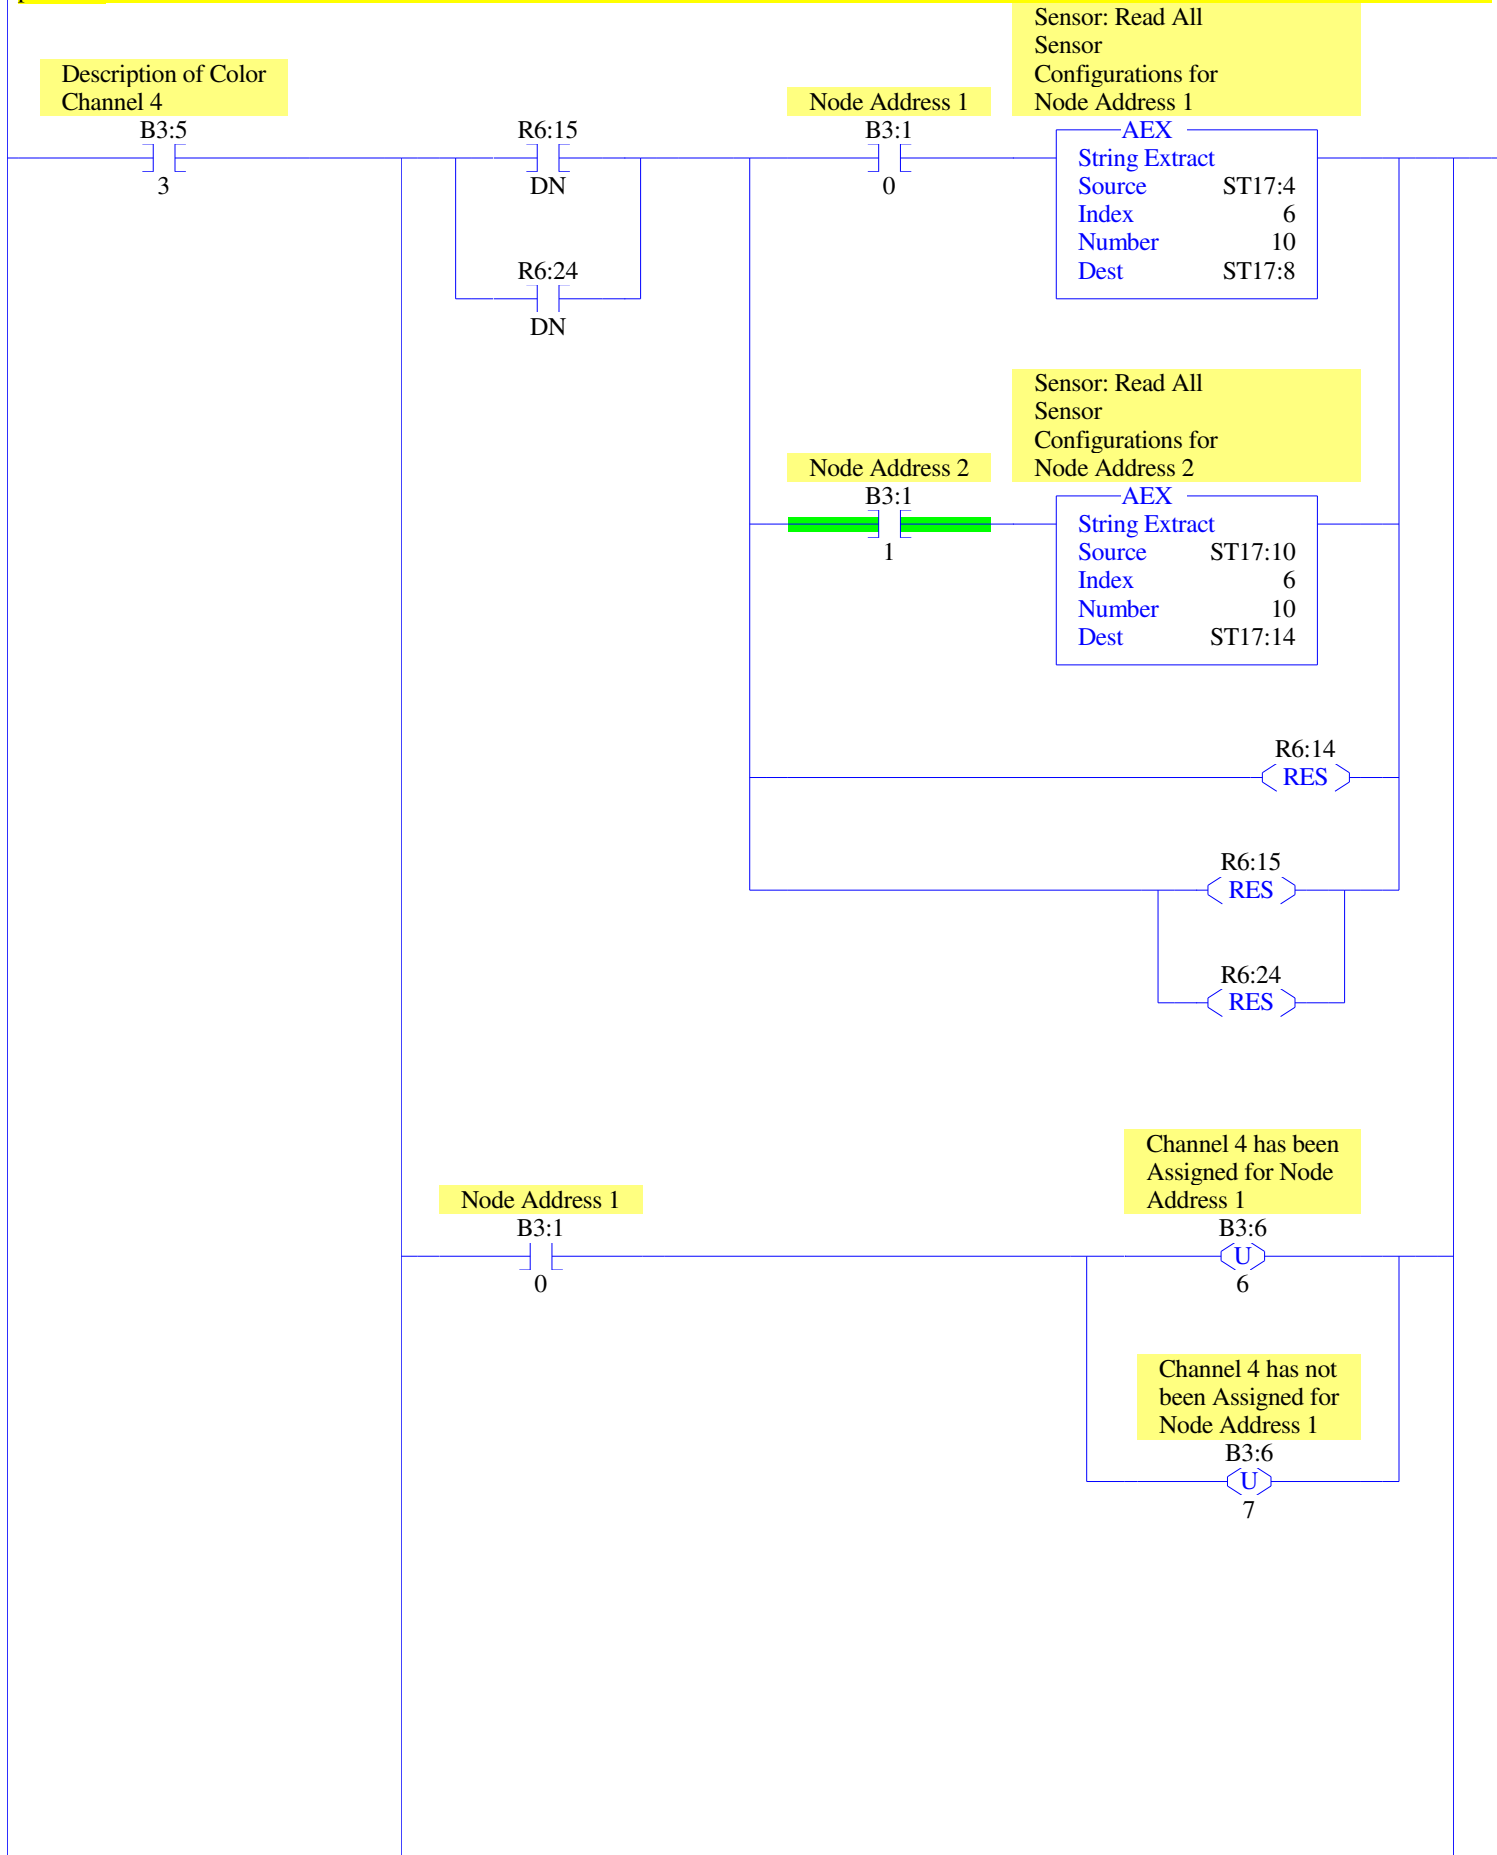 Sensor: Read All
Sensor
Configurations for
Node Address 1
Description of Color
Channel 4
Node Address 1
B3:5
R6:15
B3:1
AEX
3
DN
0
String Extract
Source ST17:4
Index 6
Number 10
Dest ST17:8
R6:24
DN
Sensor: Read All
Sensor
Configurations for
Node Address 2
Node Address 2
B3:1
AEX
1
String Extract
Source ST17:10
Index 6
Number 10
Dest ST17:14
R6:14
RES
R6:15
RES
R6:24
RES
Channel 4 has been
Assigned for Node
Address 1
Node Address 1
B3:1
B3:6
U
0
6
Channel 4 has not
been Assigned for
Node Address 1
B3:6
U
7